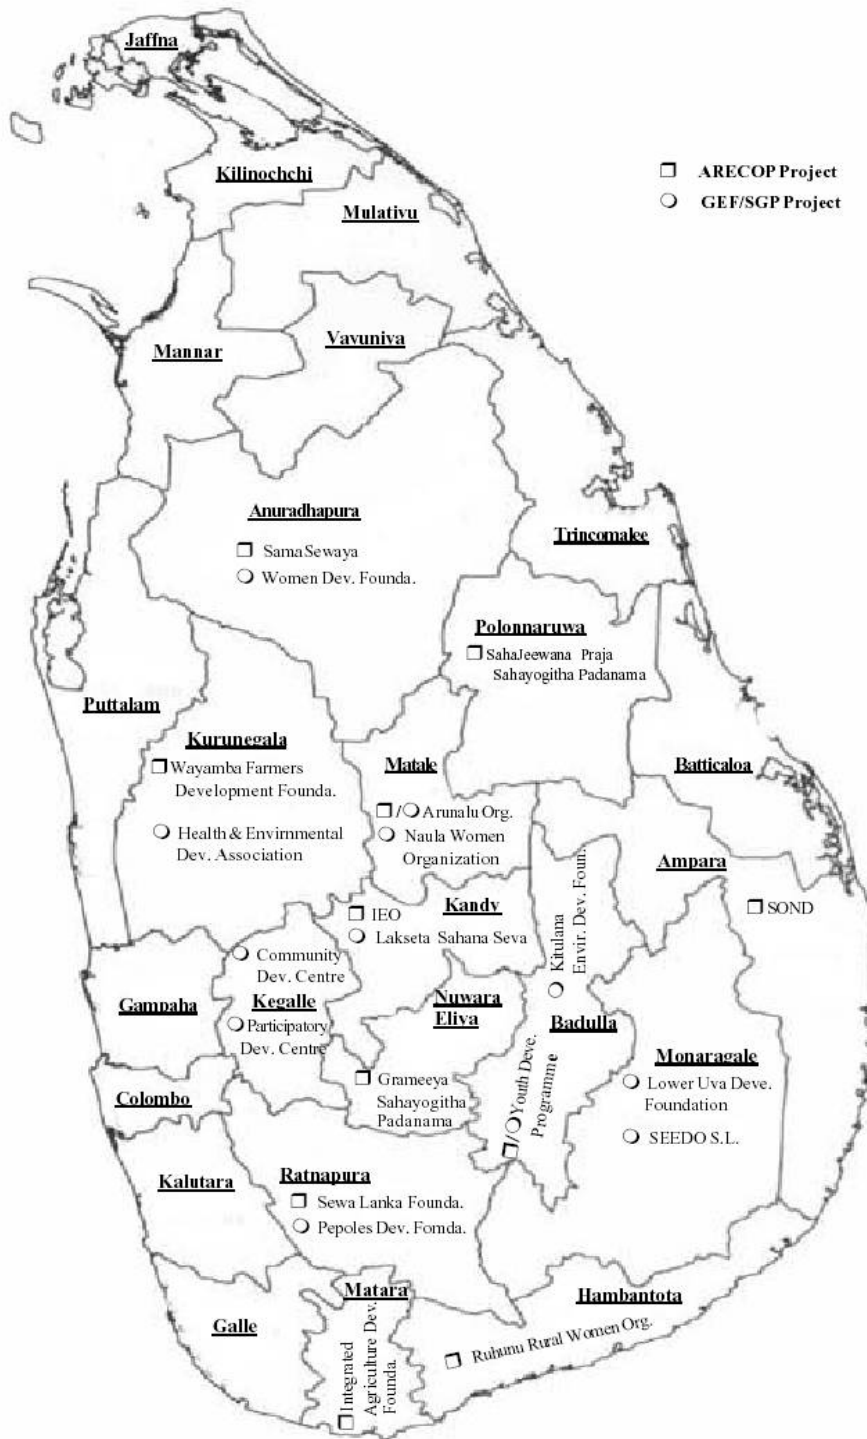 Jaffna
Kilinochchi
ARECOP Project
GEF/SGP Project
Mulativu
Mannar
Vavuniva
Anuradhapura
SamaSewaya
Women Dev. Founda.
Trincomalee
Polonnaruwa
SahaJeewana Praja
Sahayogitha Padanama
Puttalam
Kurunegala
Wayamba Farmers
Development Founda.
Health & Envirnmental
Dev. Association
Matale
/ Arunalu Org.
Naula Women
Organization
Batticaloa
Ampara
SOND
Kandv
IEO
Lakseta Sahana Seva
Kitulana
Envir. Dev. Foun.
Community
Dev. Centre
Kegalle
Participatory
Dev. Centre
Gampaha
Nuwara
Eliva
Grameeya
Sahayogitha
Padanama
Badulla
/ Youth Deve.
Programme
Monaragale
Lower Uva Deve.
Foundation
SEEDO S.L.
Colombo
Kalutara
Ratnapura
Sewa Lanka Founda.
Pepoles Dev. Fomda.
Galle
Matara
Integrated
Agriculture Dev.
Founda.
Hambantota
Ruhunu Rural Women Org.